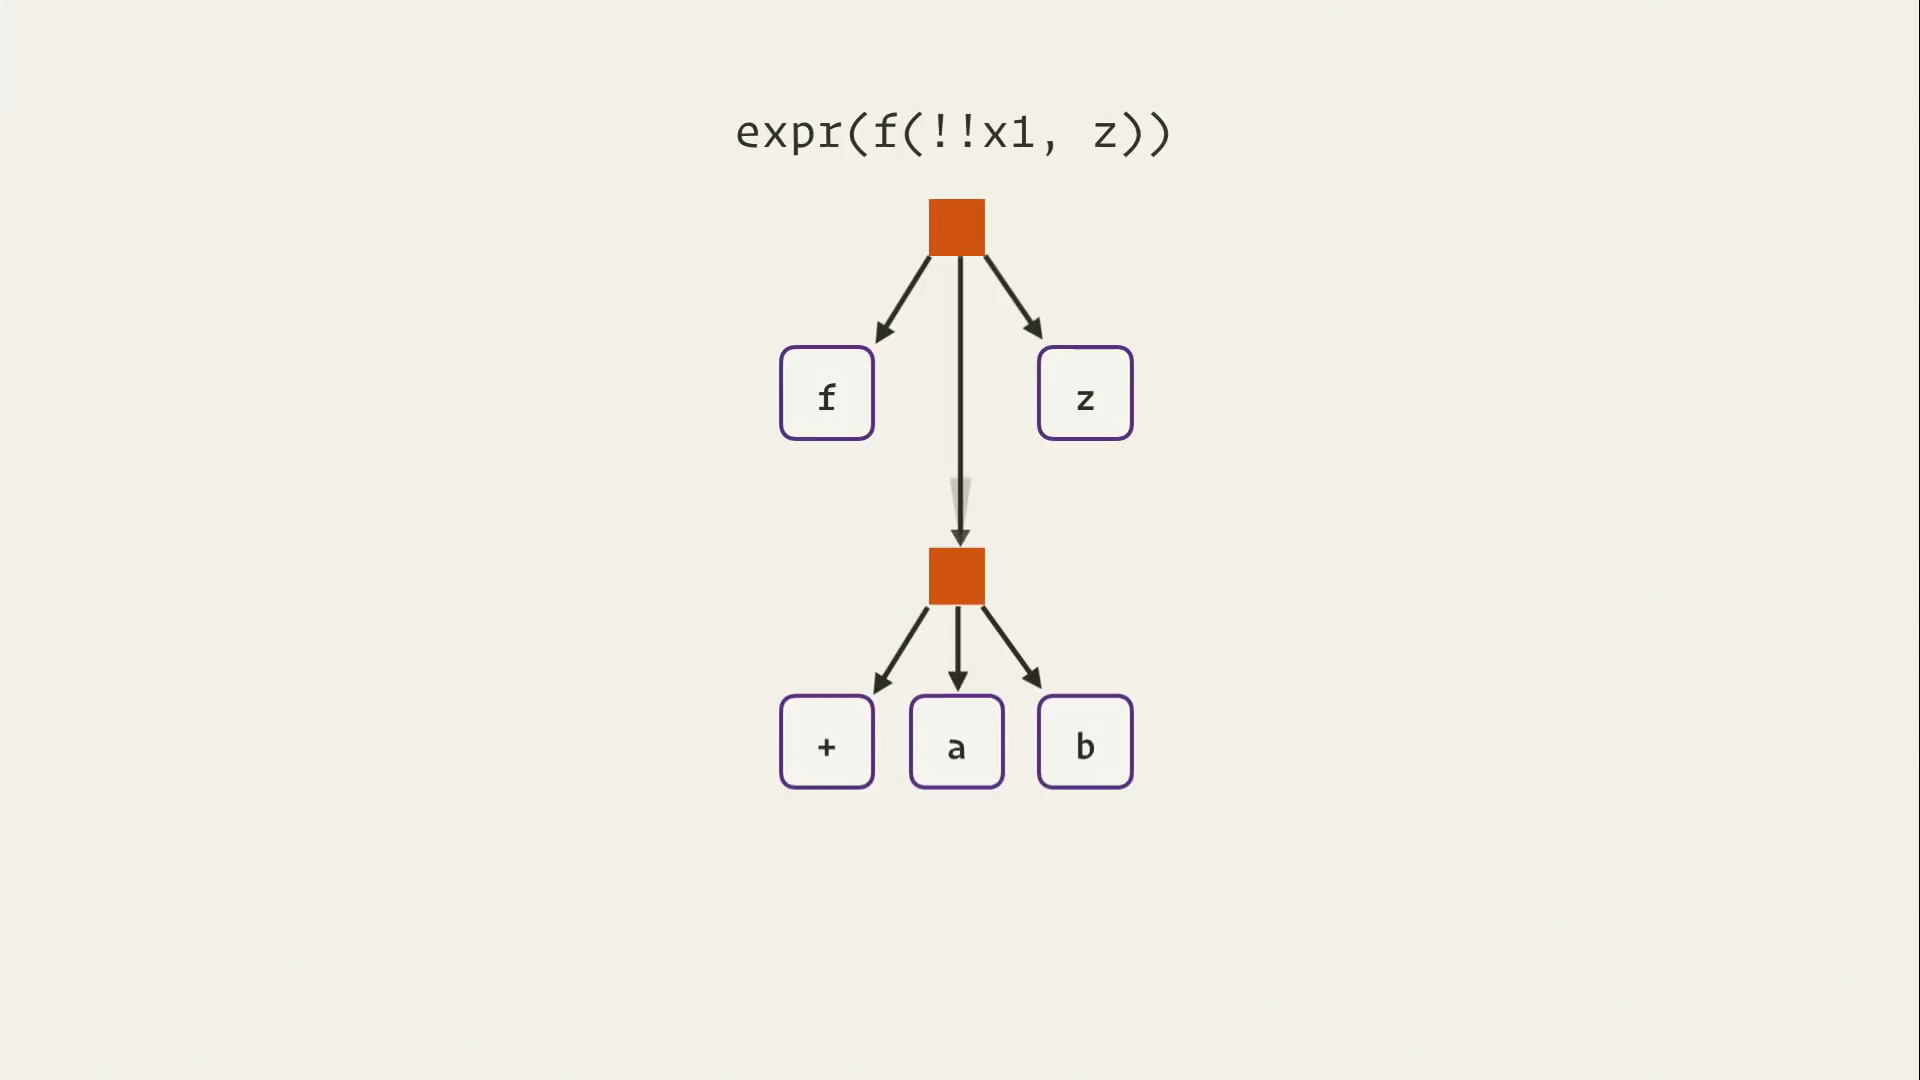 expr(f(!!x1, z))
f z
+ a b